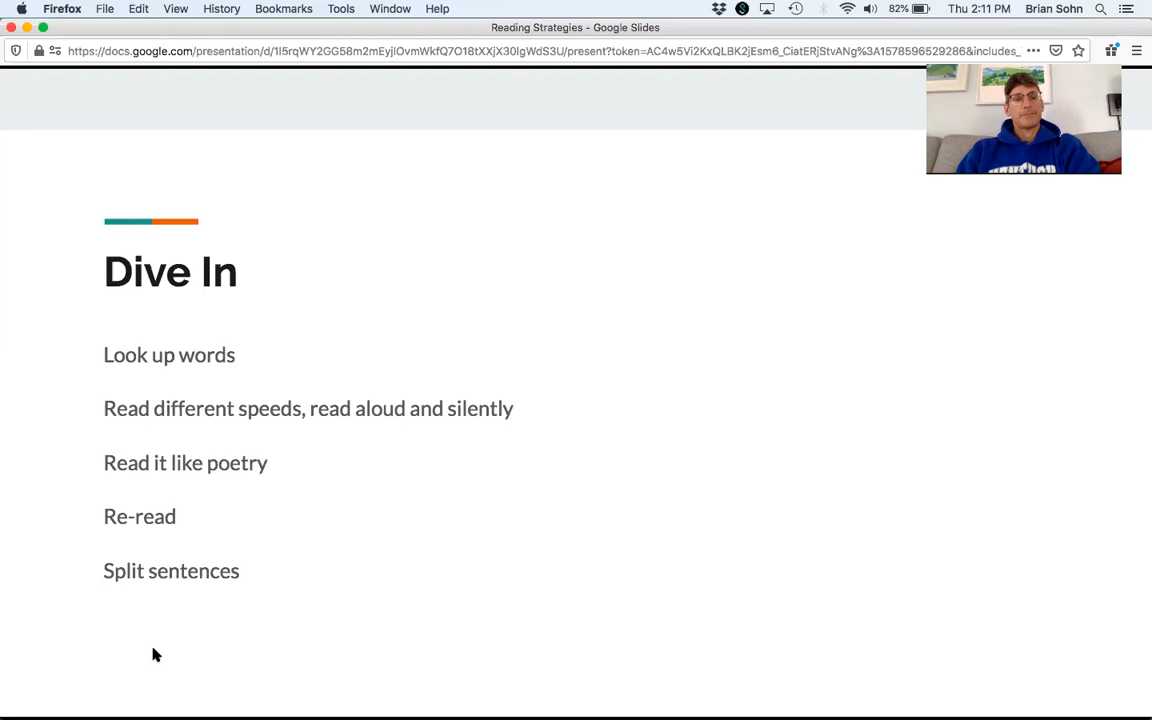 Firefox File Edit View History Bookmarks Tools Window Help 82% Thu 2:11 PM Brian Sohn
Reading Strategies - Google Slides
Dive In
Look up words
Read different speeds, read aloud and silently
Read it like poetry
Re-read
Split sentences